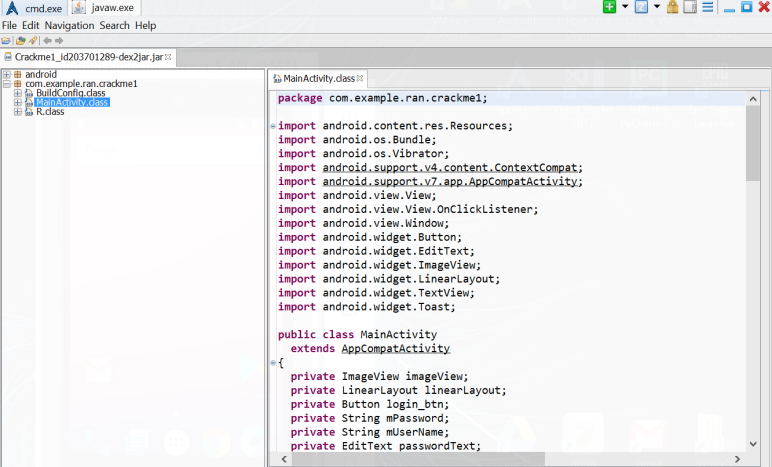 cmd.exe javaw.exe
File Edit Navigation Search Help
Crackme1_id203701289-dex2jar.jar
android
com.example.ran.crackme1
BuildConfig.class
MainActivity.class
R.class
MainActivity.class
package com.example.ran.crackme1;
import android.content.res.Resources;
import android.os.Bundle;
import android.os.Vibrator;
import android.support.v4.content.ContextCompat;
import android.support.v7.app.AppCompatActivity;
import android.view.View;
import android.view.View.OnClickListener;
import android.view.Window;
import android.widget.Button;
import android.widget.EditText;
import android.widget.ImageView;
import android.widget.LinearLayout;
import android.widget.TextView;
import android.widget.Toast;
public class MainActivity
extends AppCompatActivity
{
private ImageView imageView;
private LinearLayout linearLayout;
private Button login_btn;
private String mPassword;
private String mUserName;
private EditText passwordText;